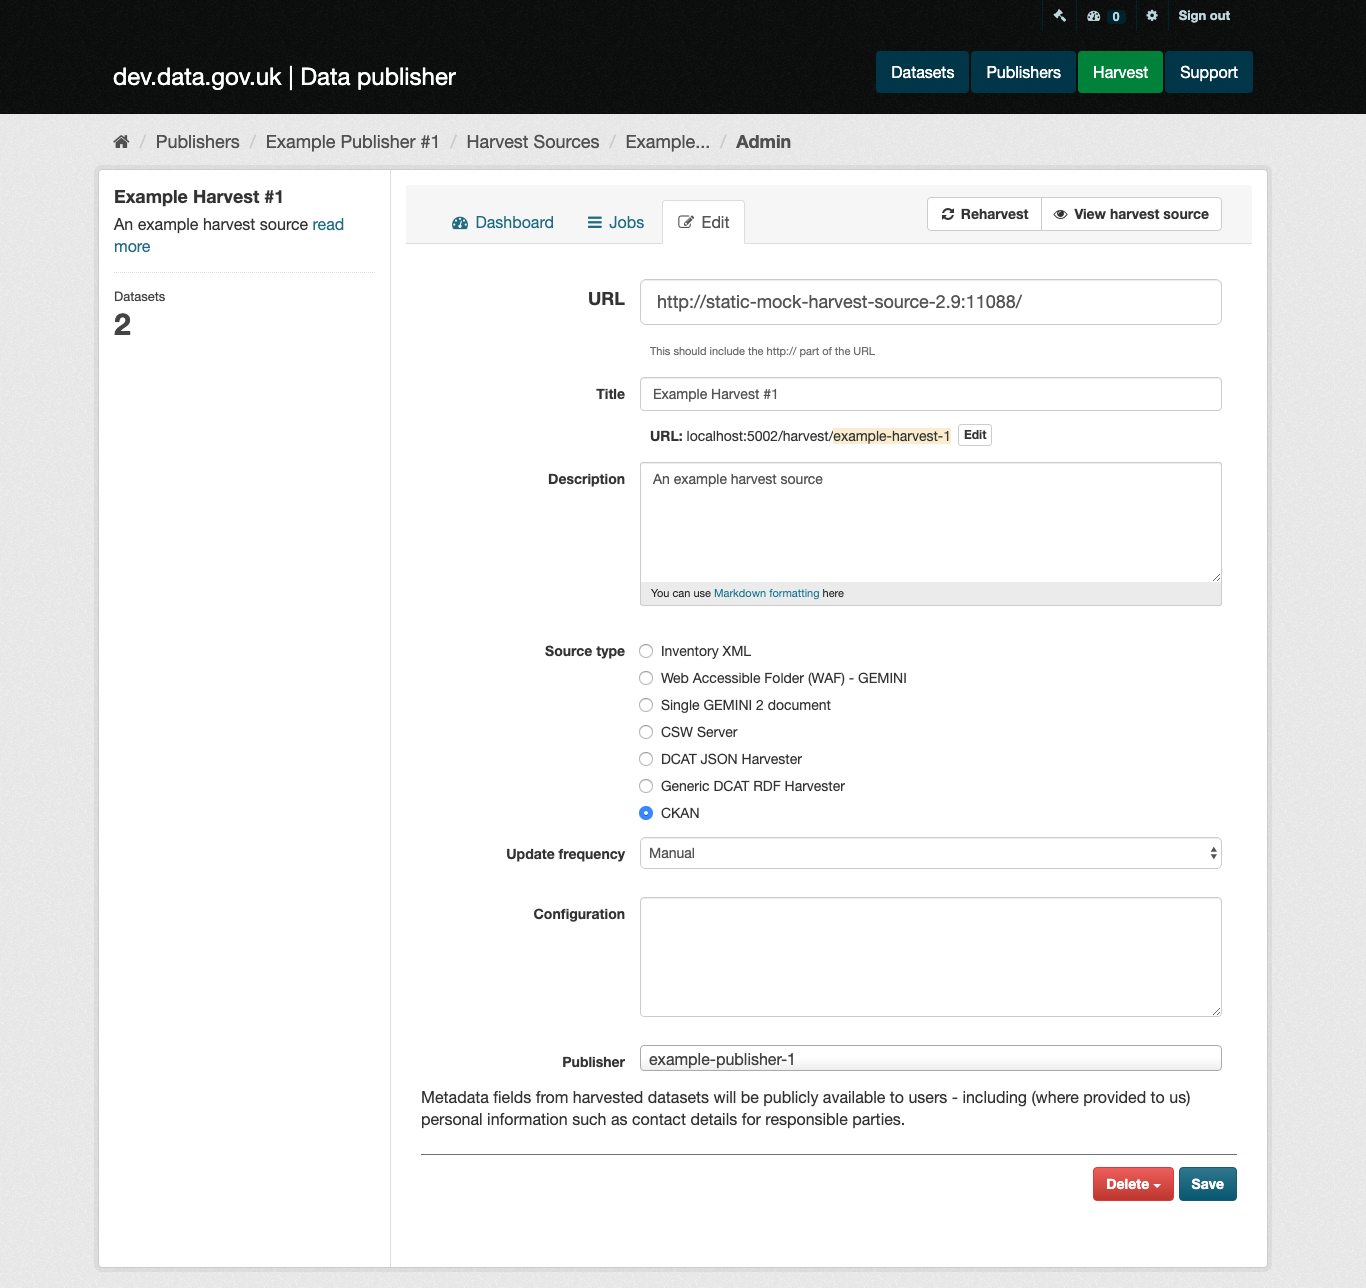 0 Sign out
dev.data.gov.uk | Data publisher
Datasets Publishers Harvest Support
/ Publishers / Example Publisher #1 / Harvest Sources / Example... / Admin
Example Harvest #1
An example harvest source read
more
Datasets
2
Dashboard Jobs Edit
Reharvest View harvest source
URL http://static-mock-harvest-source-2.9:11088/
This should include the http:// part of the URL
Title Example Harvest #1
URL: localhost:5002/harvest/example-harvest-1 Edit
Description An example harvest source
You can use Markdown formatting here
Source type Inventory XML
Web Accessible Folder (WAF) - GEMINI
Single GEMINI 2 document
CSW Server
DCAT JSON Harvester
Generic DCAT RDF Harvester
CKAN
Update frequency Manual
Configuration
Publisher example-publisher-1
Metadata fields from harvested datasets will be publicly available to users - including (where provided to us)
personal information such as contact details for responsible parties.
Delete Save